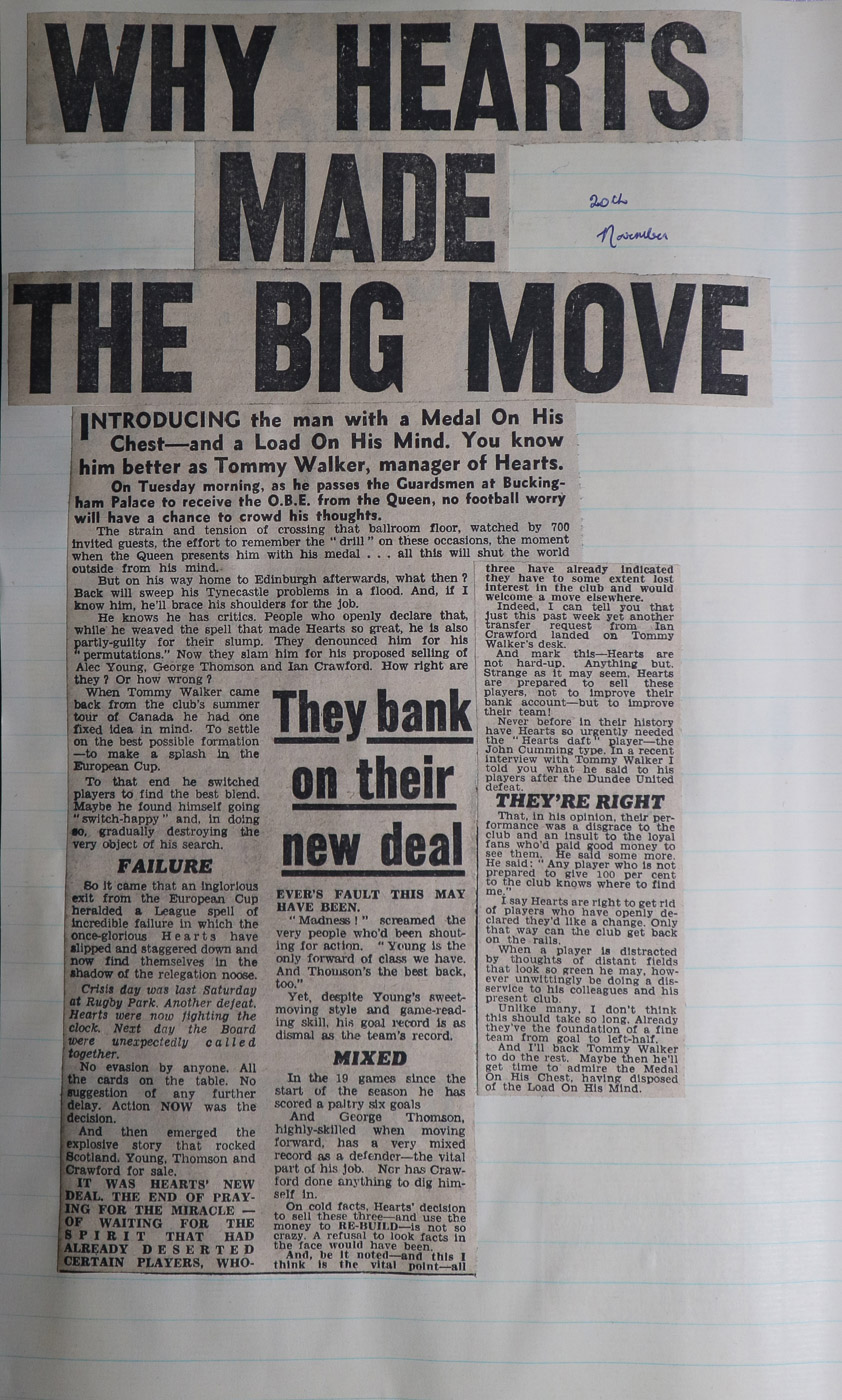 WHY HEARTS
MADE
THE BIG MOVE
20th
November
INTRODUCING the man with a Medal On His
Chest—and a Load On His Mind. You know
him better as Tommy Walker, manager of Hearts.
On Tuesday morning, as he passes the Guardsmen at Bucking-
ham Palace to receive the O.B.E. from the Queen, no football worry
will have a chance to crowd his thoughts.
The strain and tension of crossing that ballroom floor, watched by 700
invited guests, the effort to remember the "drill" on these occasions, the moment
when the Queen presents him with his medal . . . all this will shut the world
outside from his mind.
But on his way home to Edinburgh afterwards, what then ?
Back will sweep his Tynecastle problems in a flood. And, if I
know him, he'll brace his shoulders for the job.
He knows he has critics. People who openly declare that,
while he weaved the spell that made Hearts so great, he is also
partly-guilty for their slump. They denounced him for his
"permutations." Now they slam him for his proposed selling of
Alec Young, George Thomson and Ian Crawford. How right are
they ? Or how wrong ?
When Tommy Walker came
back from the club's summer
tour of Canada he had one
fixed idea in mind. To settle
on the best possible formation
—to make a splash in the
European Cup.
To that end he switched
players to find the best blend.
Maybe he found himself going
"switch-happy" and, in doing
so, gradually destroying the
very object of his search.
FAILURE
So it came that an inglorious
exit from the European Cup
heralded a League spell of
incredible failure in which the
once-glorious Hearts have
slipped and staggered down and
now find themselves in the
shadow of the relegation noose.
Crisis day was last Saturday
at Rugby Park. Another defeat.
Hearts were now fighting the
clock. Next day the Board
were unexpectedly called
together.
No evasion by anyone. All
the cards on the table. No
suggestion of any further
delay. Action NOW was the
decision.
And then emerged the
explosive story that rocked
Scotland. Young, Thomson and
Crawford for sale.
IT WAS HEARTS' NEW
DEAL. THE END OF PRAY-
ING FOR THE MIRACLE —
OF WAITING FOR THE
SPIRIT THAT HAD
ALREADY DESERTED
CERTAIN PLAYERS, WHO-
They bank
on their
new deal
EVER'S FAULT THIS MAY
HAVE BEEN.
"Madness !" screamed the
very people who'd been shout-
ing for action. "Young is the
only forward of class we have.
And Thomson's the best back,
too."
Yet, despite Young's sweet-
moving style and game-read-
ing skill, his goal record is as
dismal as the team's record.
MIXED
In the 19 games since the
start of the season he has
scored a paltry six goals
And George Thomson,
highly-skilled when moving
forward, has a very mixed
record as a defender—the vital
part of his job. Nor has Craw-
ford done anything to dig him-
self in.
On cold facts, Hearts' decision
to sell these three—and use the
money to RE-BUILD—is not so
crazy. A refusal to look facts in
the face would have been.
And, be it noted—and this I
think is the vital point—all
three have already indicated
they have to some extent lost
interest in the club and would
welcome a move elsewhere.
Indeed, I can tell you that
just this past week yet another
transfer request from Ian
Crawford landed on Tommy
Walker's desk.
And mark this—Hearts are
not hard-up. Anything but.
Strange as it may seem, Hearts
are prepared to sell these
players, not to improve their
bank account—but to improve
their team!
Never before in their history
have Hearts so urgently needed
the "Hearts daft" player—the
John Cumming type. In a recent
interview with Tommy Walker I
told you what he said to his
players after the Dundee United
defeat.
THEY'RE RIGHT
That, in his opinion, their per-
formance was a disgrace to the
club and an insult to the loyal
fans who'd paid good money to
see them. He said some more.
He said: "Any player who is not
prepared to give 100 per cent
to the club knows where to find
me."
I say Hearts are right to get rid
of players who have openly de-
clared they'd like a change. Only
that way can the club get back
on the rails.
When a player is distracted
by thoughts of distant fields
that look so green he may, how-
ever unwittingly be doing a dis-
service to his colleagues and his
present club.
Unlike many, I don't think
this should take so long. Already
they've the foundation of a fine
team from goal to left-half.
And I'll back Tommy Walker
to do the rest. Maybe then he'll
get time to admire the Medal
On His Chest, having disposed
of the Load On His Mind.